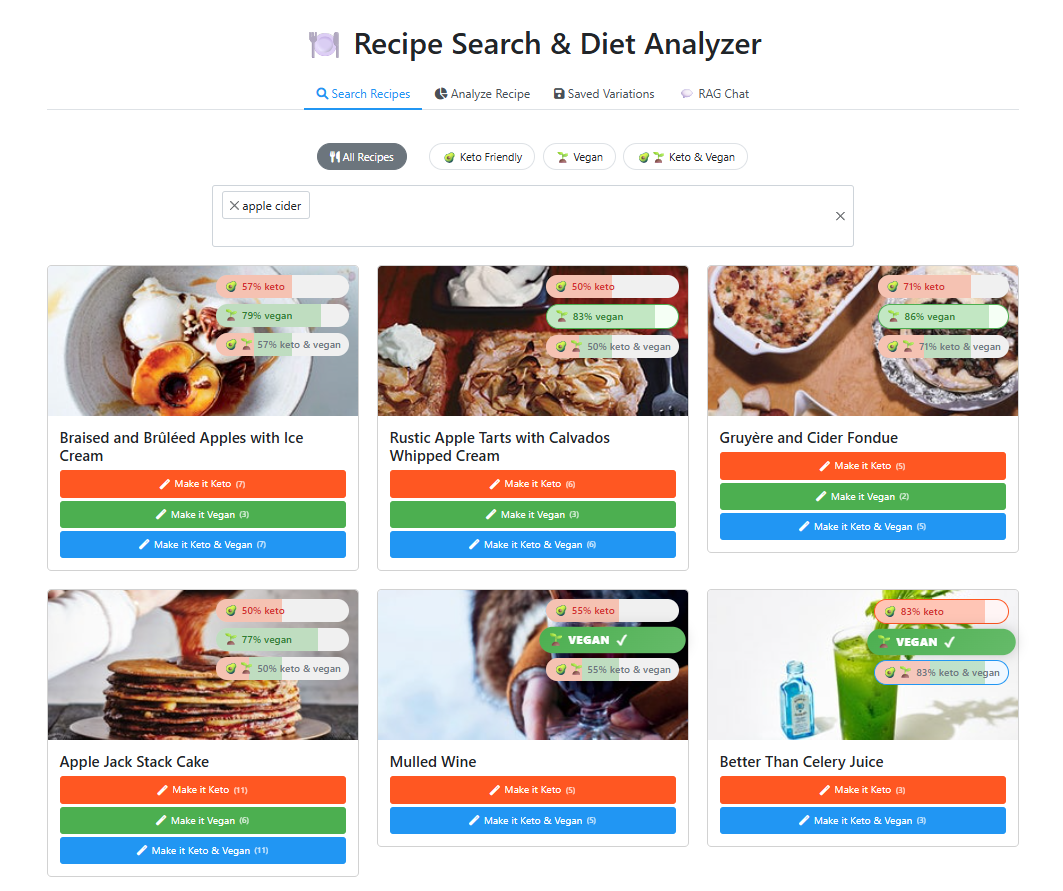 Recipe Search & Diet Analyzer
Search Recipes Analyze Recipe Saved Variations RAG Chat
All Recipes Keto Friendly Vegan Keto & Vegan
apple cider
57% keto
79% vegan
57% keto & vegan
Braised and Brûléed Apples with Ice
Cream
Make it Keto (7)
Make it Vegan (3)
Make it Keto & Vegan (7)
50% keto
83% vegan
50% keto & vegan
Rustic Apple Tarts with Calvados
Whipped Cream
Make it Keto (6)
Make it Vegan (3)
Make it Keto & Vegan (6)
71% keto
86% vegan
71% keto & vegan
Gruyère and Cider Fondue
Make it Keto (5)
Make it Vegan (2)
Make it Keto & Vegan (5)
50% keto
77% vegan
50% keto & vegan
Apple Jack Stack Cake
Make it Keto (11)
Make it Vegan (6)
Make it Keto & Vegan (11)
55% keto
VEGAN ✓
55% keto & vegan
Mulled Wine
Make it Keto (5)
Make it Keto & Vegan (5)
83% keto
VEGAN ✓
83% keto & vegan
Better Than Celery Juice
Make it Keto (3)
Make it Keto & Vegan (3)